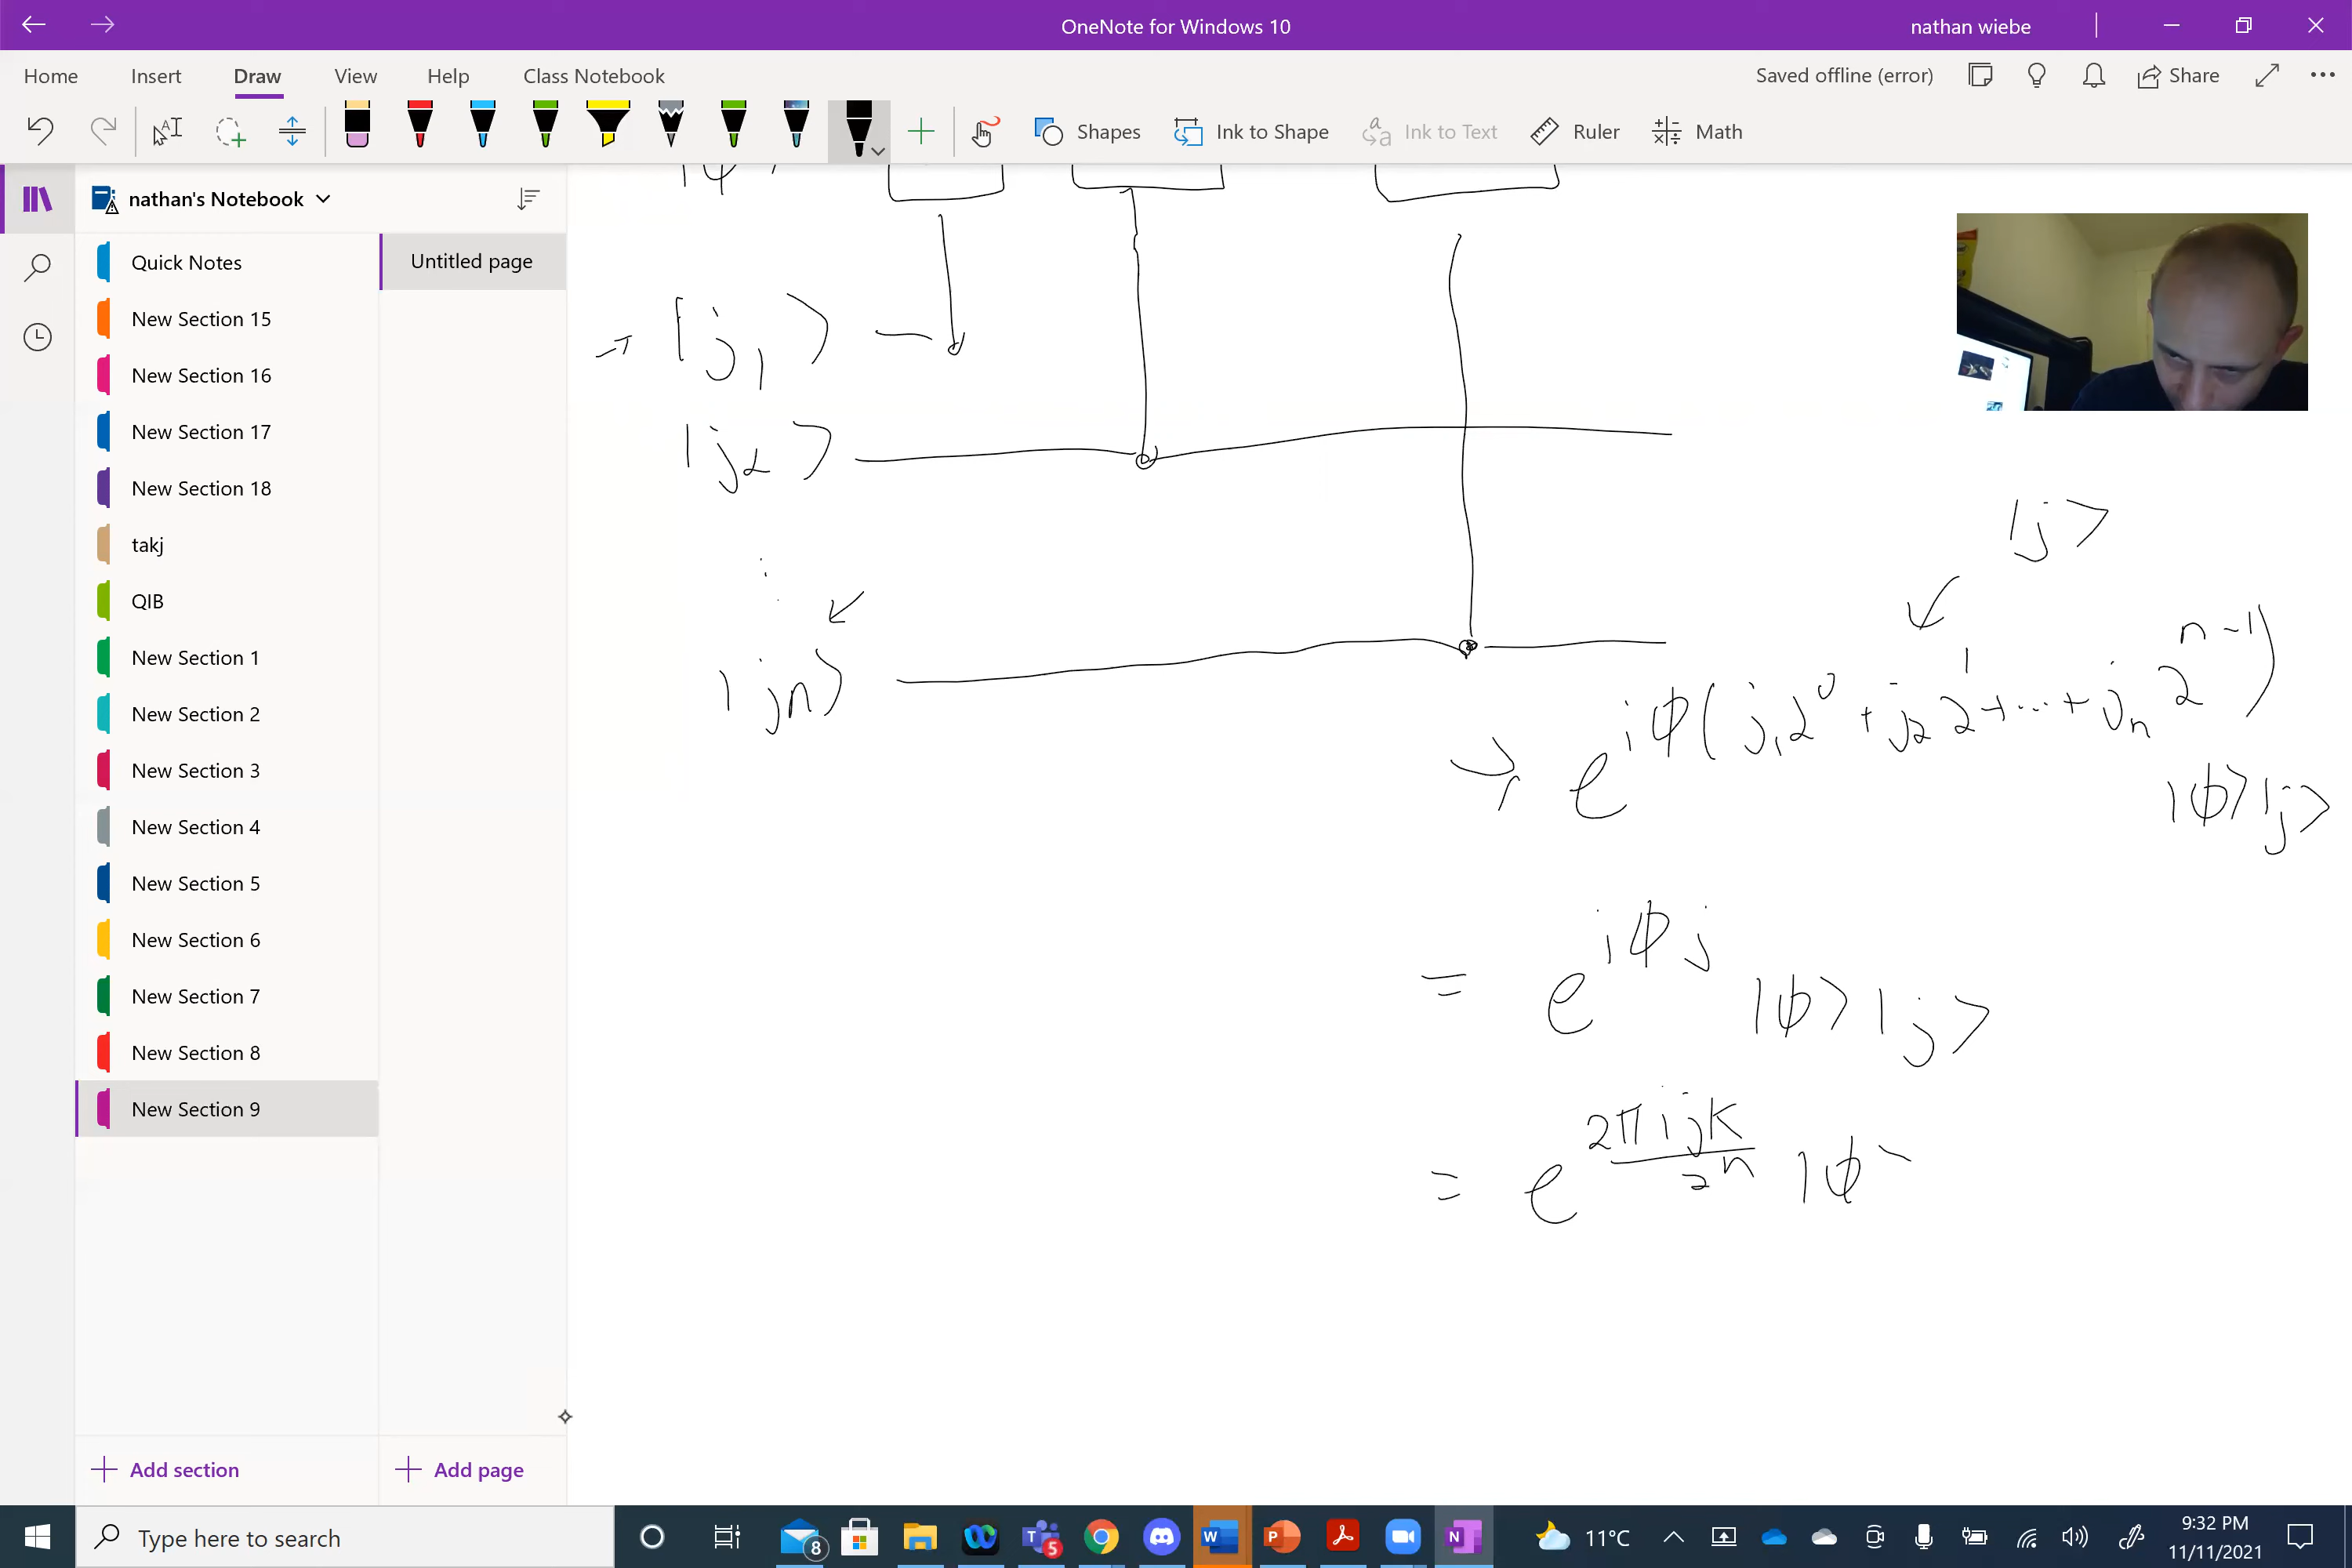 OneNote for Windows 10
nathan wiebe
Home Insert Draw View Help Class Notebook
Saved offline (error)
Share
Shapes Ink to Shape Ink to Text Ruler Math
nathan's Notebook
Quick Notes
New Section 15
New Section 16
New Section 17
New Section 18
takj
QIB
New Section 1
New Section 2
New Section 3
New Section 4
New Section 5
New Section 6
New Section 7
New Section 8
New Section 9
Add section
Untitled page
Add page
→ |j₁⟩
|j₂⟩
⋮
|jn⟩
|j⟩
→ e^{iϕ(j₁2⁰ + j₂2¹ + ... + jₙ2^{n-1})}
|ϕ⟩|j⟩
= e^{iϕj} |ϕ⟩|j⟩
= e^{2πijk/2ⁿ} |ϕ
Type here to search
8
5
11°C
9:32 PM
11/11/2021